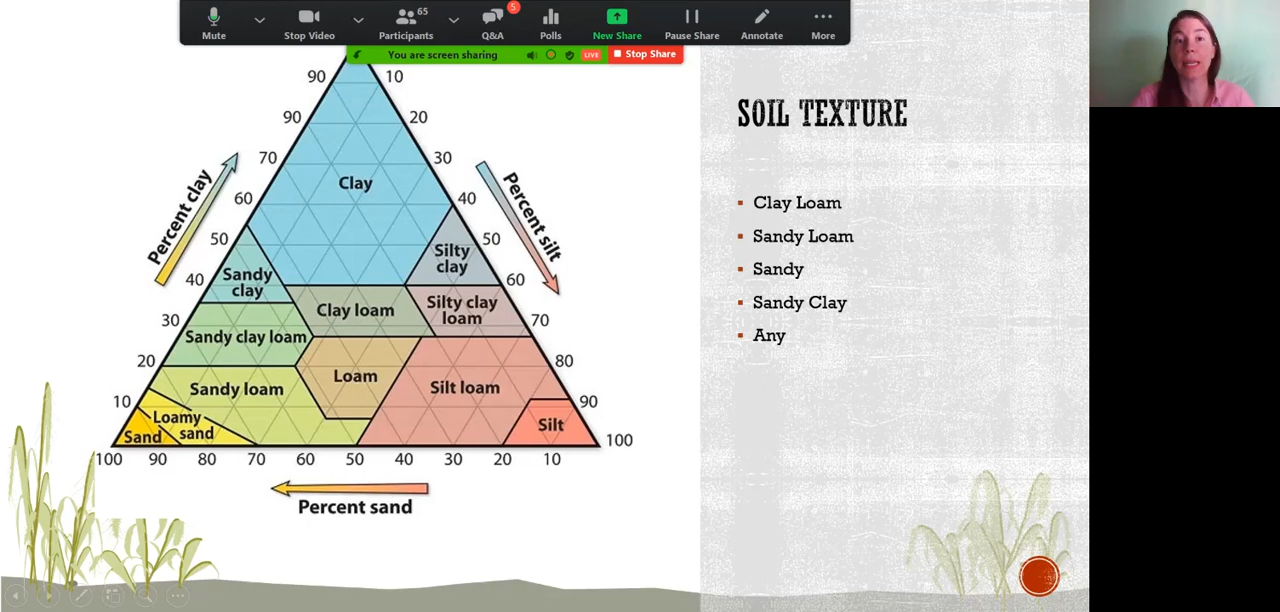 65
5
Mute
Stop Video
Participants
Q&A
Polls
New Share
Pause Share
Annotate
More
You are screen sharing
LIVE
Stop Share
SOIL TEXTURE
Clay Loam
Sandy Loam
Sandy
Sandy Clay
Any
90
10
90
20
70
30
60
40
50
50
40
60
30
70
20
80
10
90
100
Percent clay
Percent silt
Clay
Silty
clay
Sandy
clay
Clay loam
Silty clay
loam
Sandy clay loam
Loam
Sandy loam
Silt loam
Loamy
sand
Sand
Silt
100 90 80 70 60 50 40 30 20 10
Percent sand